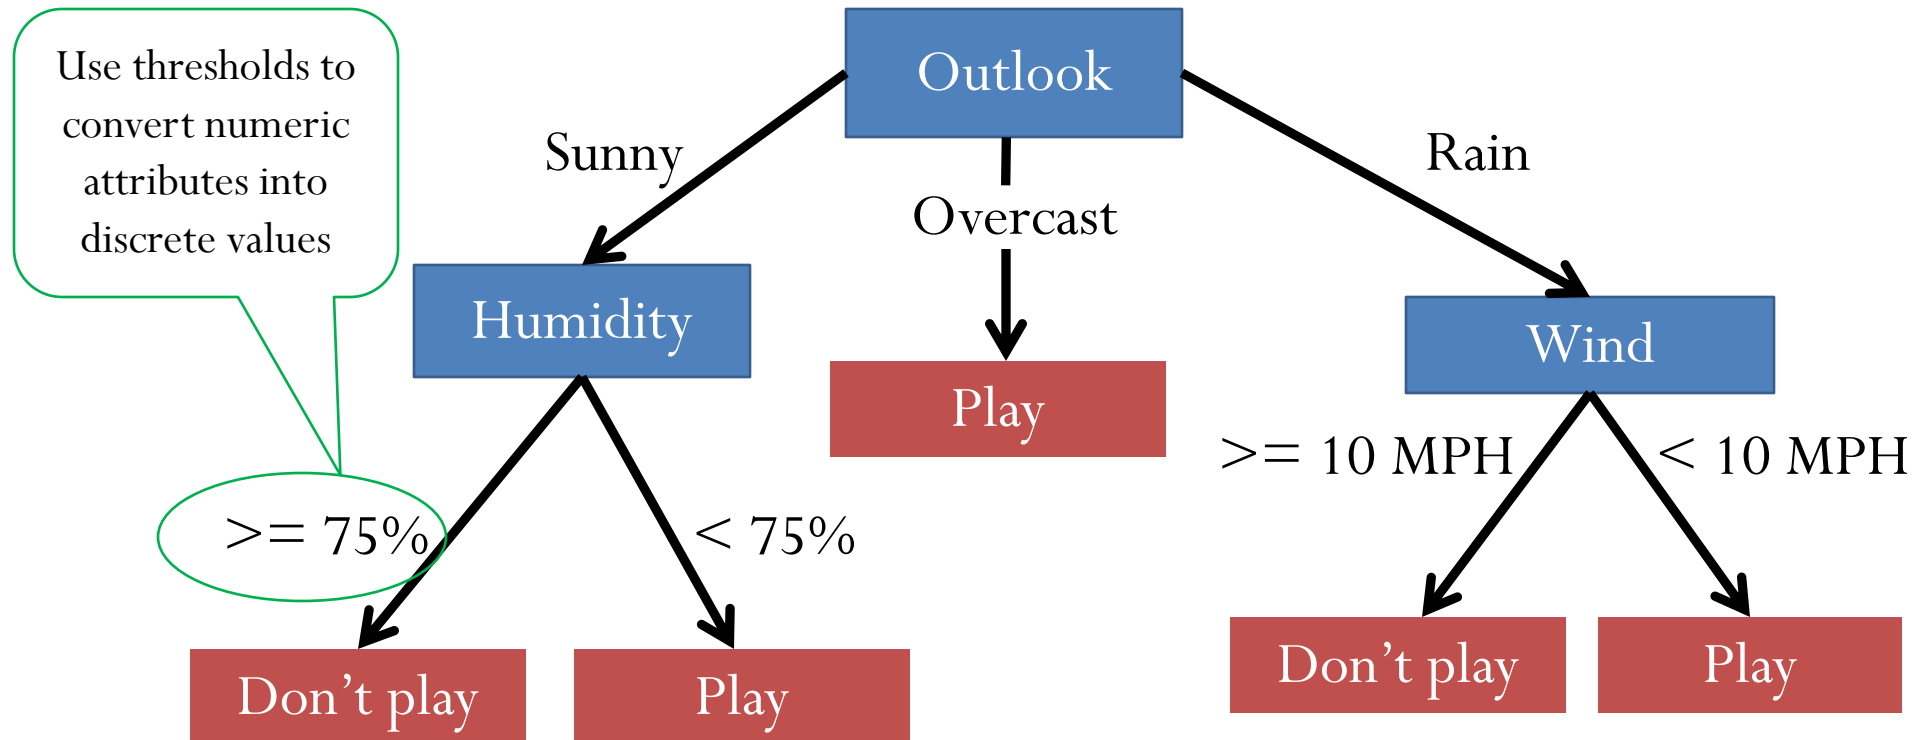 Use thresholds to
convert numeric
attributes into
discrete values
Outlook
Sunny
Overcast
Rain
Humidity
Play
Wind
>= 75%
< 75%
>= 10 MPH
< 10 MPH
Don’t play
Play
Don’t play
Play